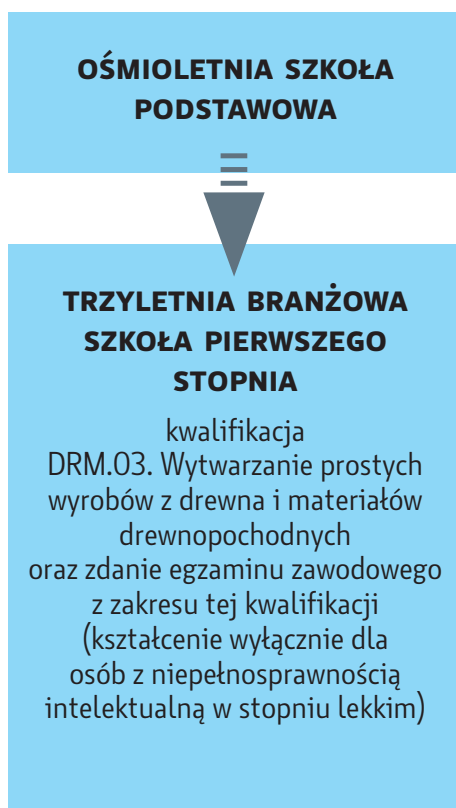 OŚMIOLETNIA SZKOŁA
PODSTAWOWA
TRZYLETNIA BRANŻOWA
SZKOŁA PIERWSZEGO
STOPNIA
kwalifikacja
DRM.03. Wytwarzanie prostych
wyrobów z drewna i materiałów
drewnopochodnych
oraz zdanie egzaminu zawodowego
z zakresu tej kwalifikacji
(kształcenie wyłącznie dla
osób z niepełnosprawnością
intelektualną w stopniu lekkim)